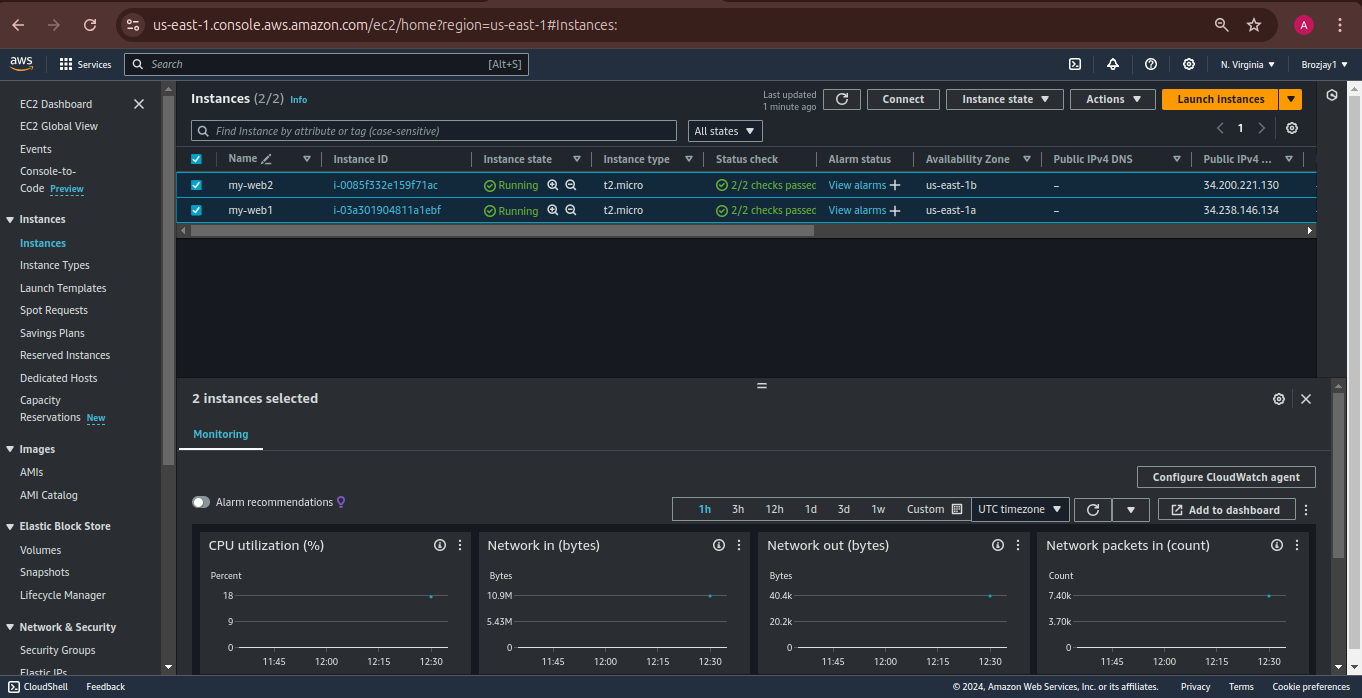 us-east-1.console.aws.amazon.com/ec2/home?region=us-east-1#Instances:
A
aws
Services
Search
[Alt+S]
N. Virginia
Brozjay1
EC2 Dashboard
EC2 Global View
Events
Console-to-
Code Preview
Instances
Instances
Instance Types
Launch Templates
Spot Requests
Savings Plans
Reserved Instances
Dedicated Hosts
Capacity
Reservations New
Images
AMIs
AMI Catalog
Elastic Block Store
Volumes
Snapshots
Lifecycle Manager
Network & Security
Security Groups
Elastic IPs
Instances (2/2) Info
Last updated
1 minute ago
Connect
Instance state
Actions
Launch instances
Find Instance by attribute or tag (case-sensitive)
All states
1
Name Instance ID Instance state Instance type Status check Alarm status Availability Zone Public IPv4 DNS Public IPv4 ...
my-web2 i-0085f332e159f71ac Running t2.micro 2/2 checks passed View alarms + us-east-1b – 34.200.221.130
my-web1 i-03a301904811a1ebf Running t2.micro 2/2 checks passed View alarms + us-east-1a – 34.238.146.134
2 instances selected
Monitoring
Configure CloudWatch agent
Alarm recommendations
1h 3h 12h 1d 3d 1w Custom UTC timezone
Add to dashboard
CPU utilization (%)
Percent
18
9
0
11:45 12:00 12:15 12:30
Network in (bytes)
Bytes
10.9M
5.43M
0
11:45 12:00 12:15 12:30
Network out (bytes)
Bytes
40.4k
20.2k
0
11:45 12:00 12:15 12:30
Network packets in (count)
Count
7.40k
3.70k
0
11:45 12:00 12:15 12:30
CloudShell
Feedback
© 2024, Amazon Web Services, Inc. or its affiliates.
Privacy
Terms
Cookie preferences